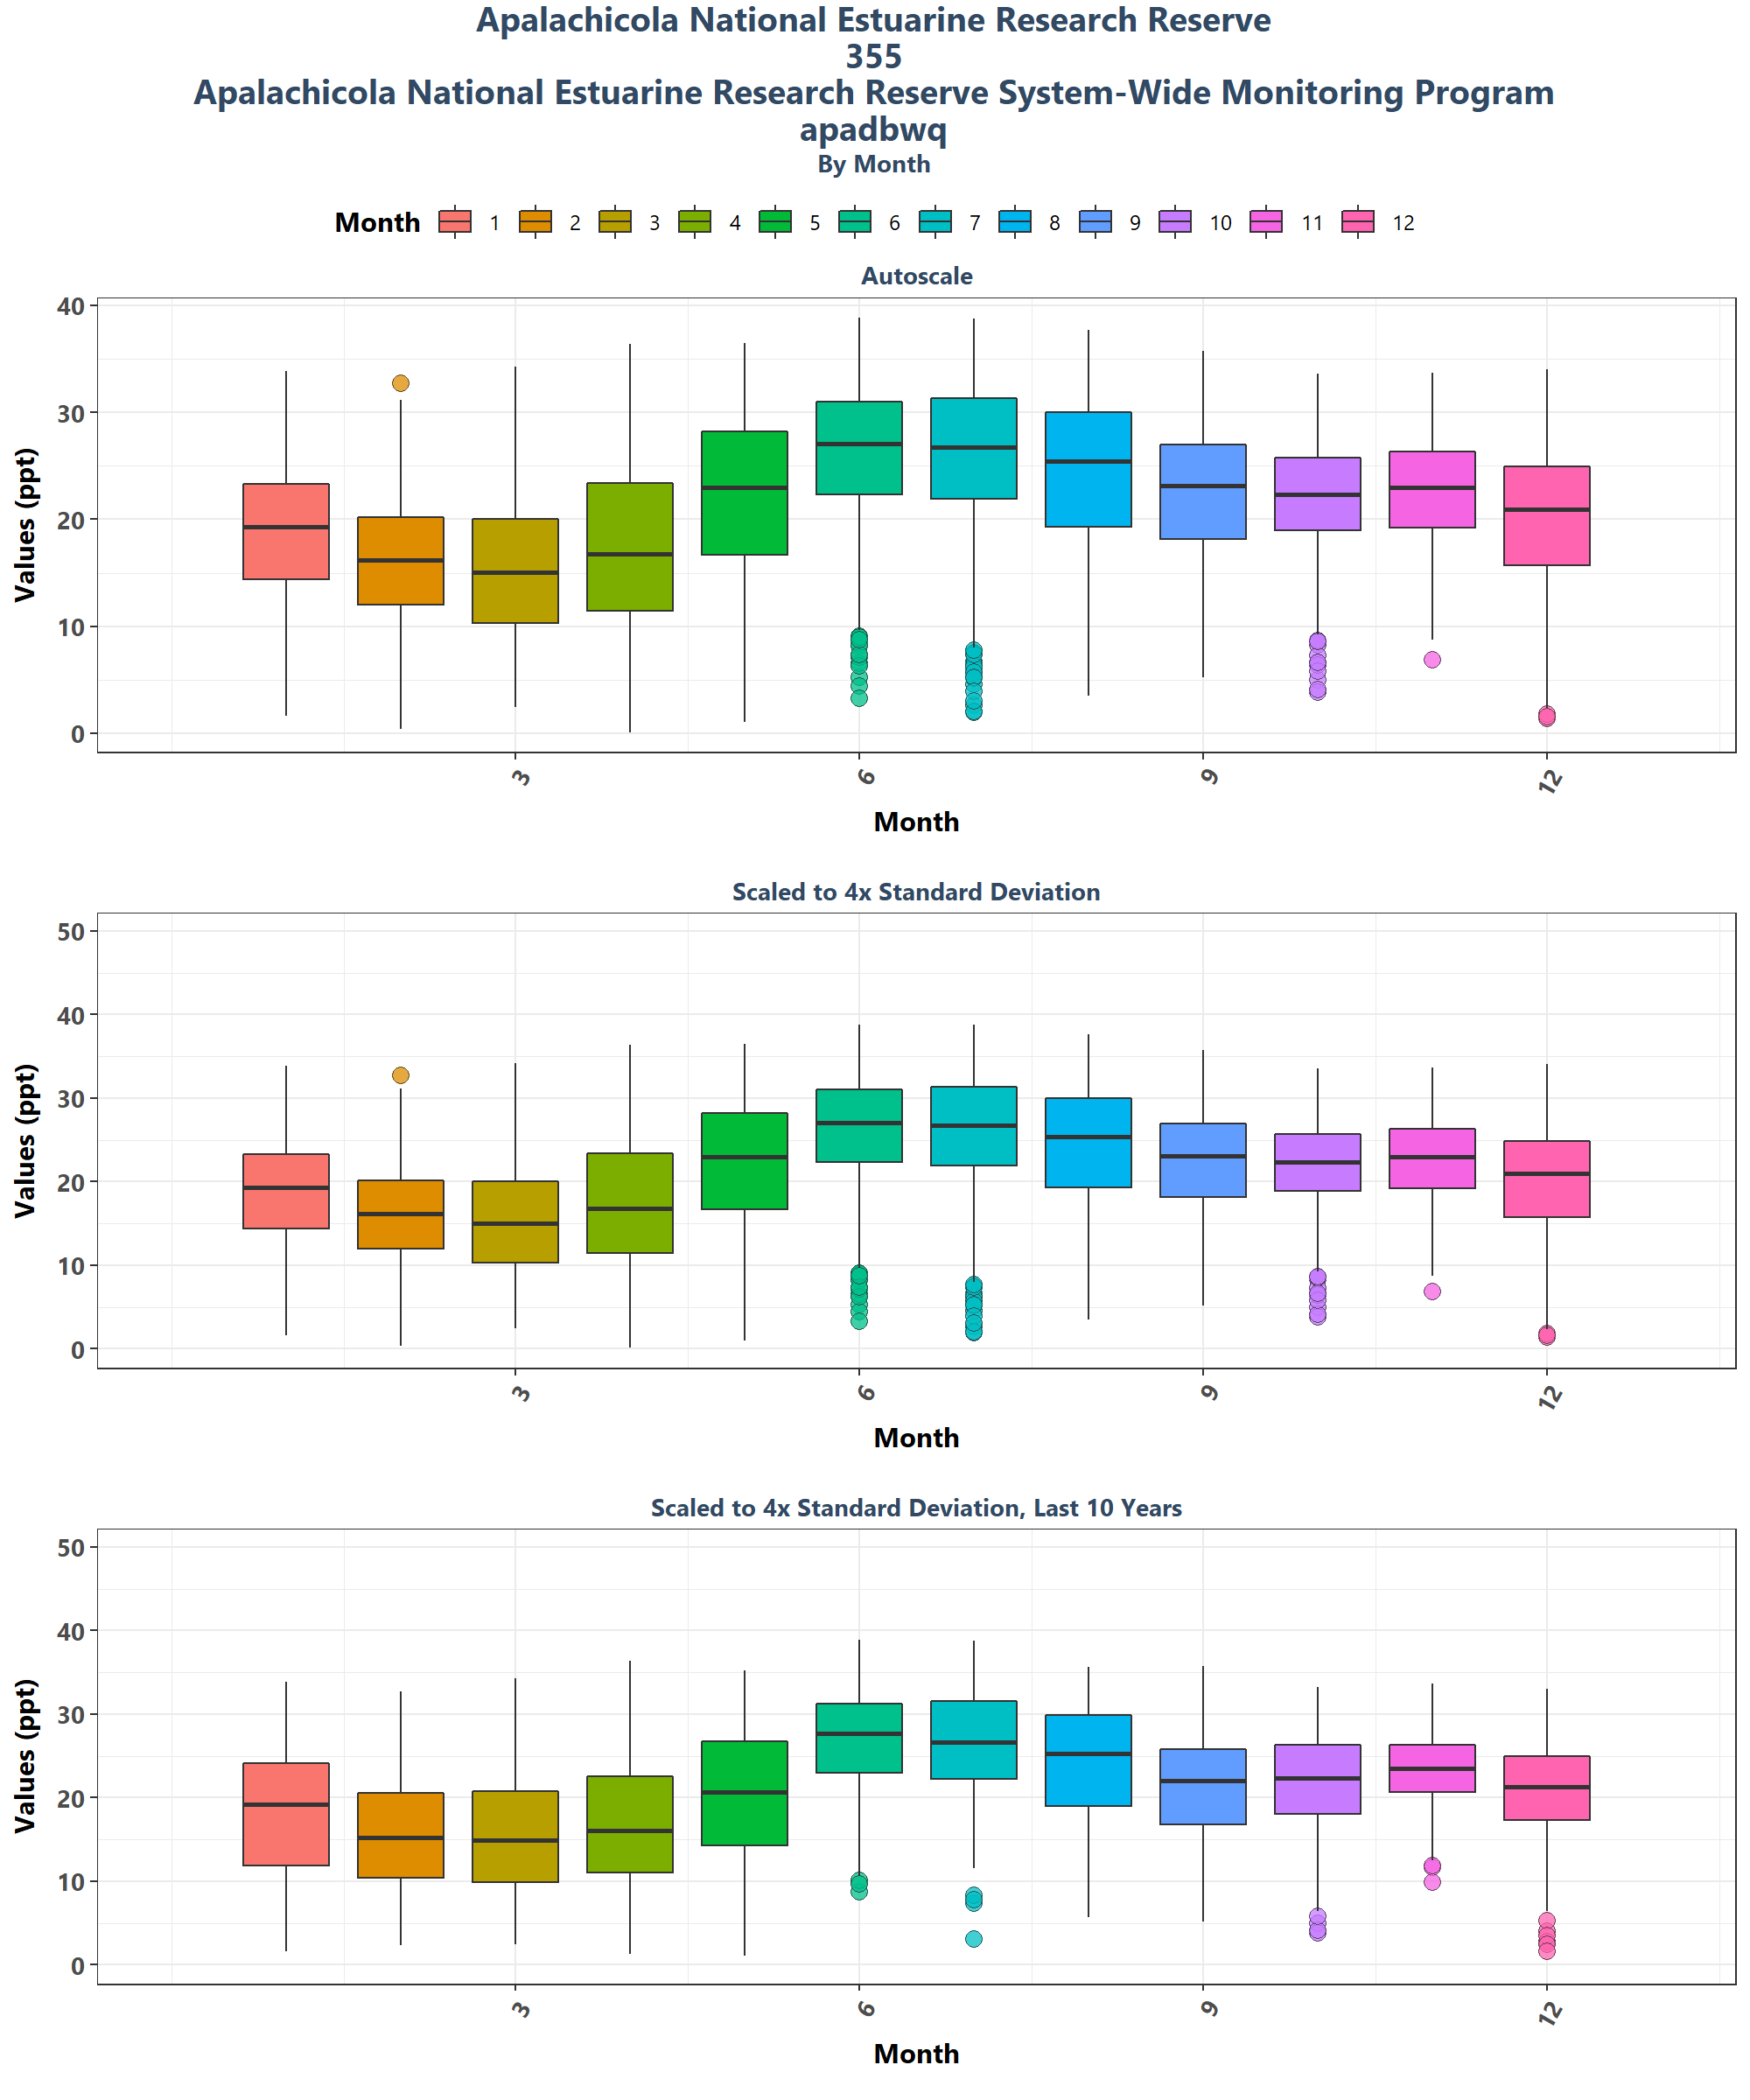 Apalachicola National Estuarine Research Reserve
355
Apalachicola National Estuarine Research Reserve System-Wide Monitoring Program
apadbwq
By Month
Month 1 2 3 4 5 6 7 8 9 10 11 12
Autoscale
Values (ppt)
40
30
20
10
0
3 6 9 12
Month
Scaled to 4x Standard Deviation
Values (ppt)
50
40
30
20
10
0
3 6 9 12
Month
Scaled to 4x Standard Deviation, Last 10 Years
Values (ppt)
50
40
30
20
10
0
3 6 9 12
Month